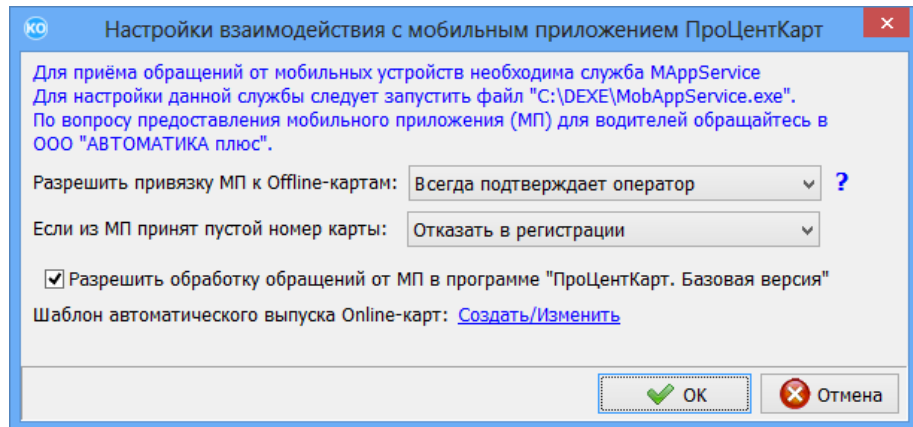 КО Настройки взаимодействия с мобильным приложением ПроЦентКарт
Для приёма обращений от мобильных устройств необходима служба MAppService
Для настройки данной службы следует запустить файл "C:\DEXE\MobAppService.exe".
По вопросу предоставления мобильного приложения (МП) для водителей обращайтесь в
ООО "АВТОМАТИКА плюс".
Разрешить привязку МП к Offline-картам: Всегда подтверждает оператор ?
Если из МП принят пустой номер карты: Отказать в регистрации
Разрешить обработку обращений от МП в программе "ПроЦентКарт. Базовая версия"
Шаблон автоматического выпуска Online-карт: Создать/Изменить
ОК Отмена